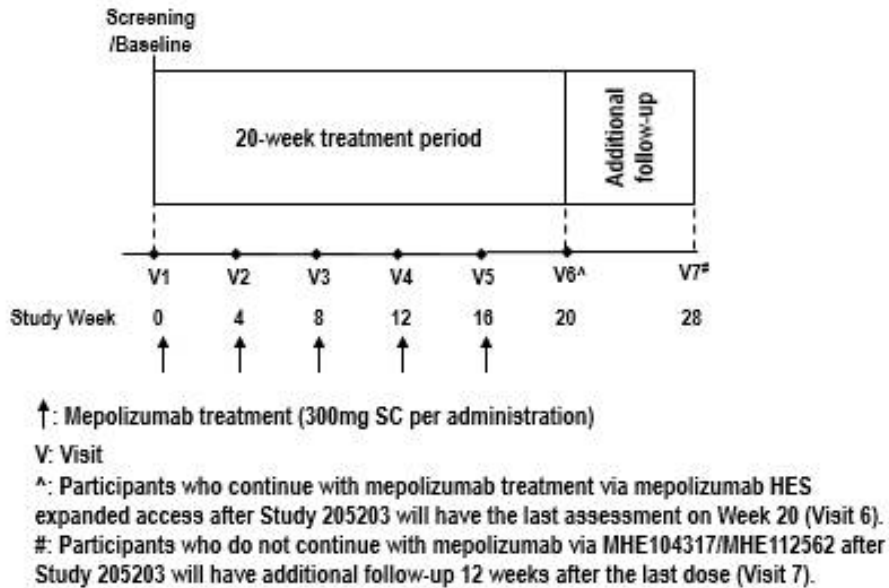 Screening
/Baseline
20-week treatment period
Additional
follow-up
V1 V2 V3 V4 V5 V6^ V7#
Study Week 0 4 8 12 16 20 28
↑: Mepolizumab treatment (300mg SC per administration)
V: Visit
^: Participants who continue with mepolizumab treatment via mepolizumab HES
expanded access after Study 205203 will have the last assessment on Week 20 (Visit 6).
#: Participants who do not continue with mepolizumab via MHE104317/MHE112562 after
Study 205203 will have additional follow-up 12 weeks after the last dose (Visit 7).